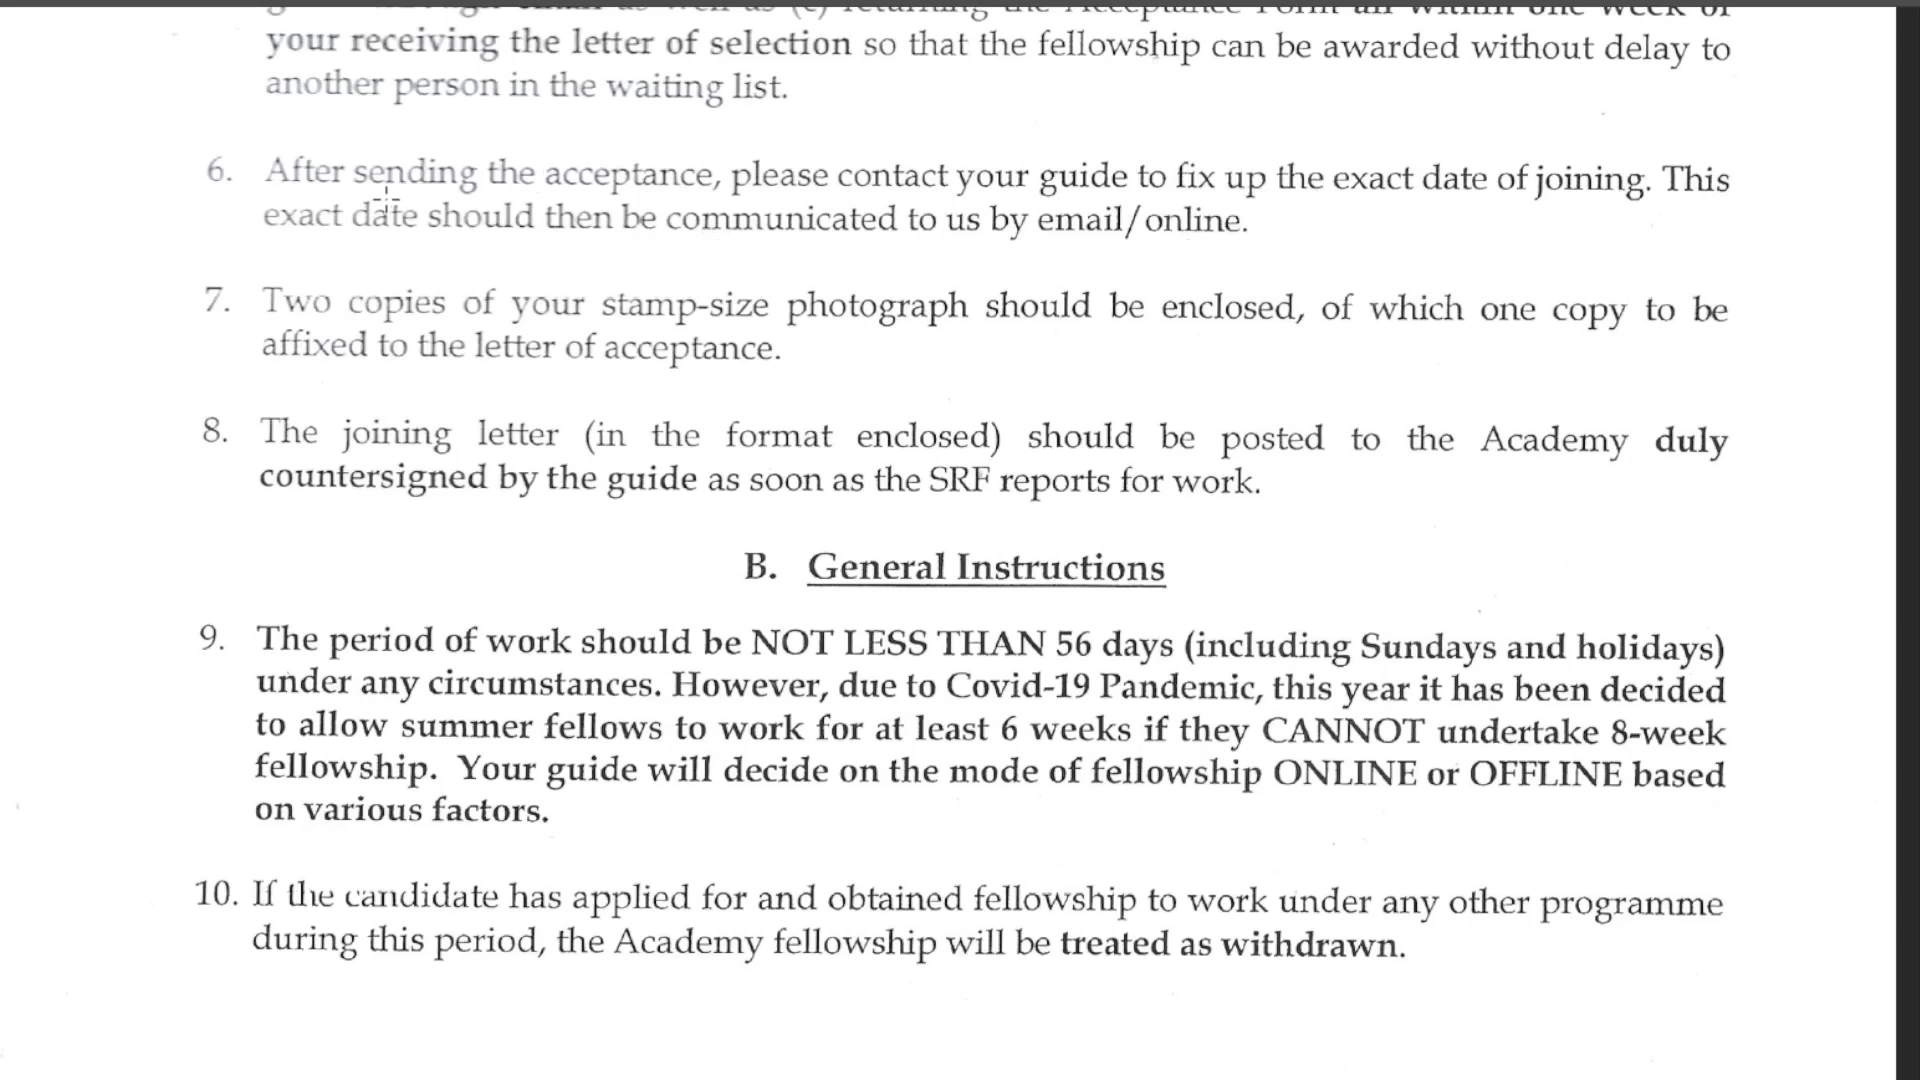 your receiving the letter of selection so that the fellowship can be awarded without delay to
another person in the waiting list.
6. After sending the acceptance, please contact your guide to fix up the exact date of joining. This
exact date should then be communicated to us by email/online.
7. Two copies of your stamp-size photograph should be enclosed, of which one copy to be
affixed to the letter of acceptance.
8. The joining letter (in the format enclosed) should be posted to the Academy duly
countersigned by the guide as soon as the SRF reports for work.
B. General Instructions
9. The period of work should be NOT LESS THAN 56 days (including Sundays and holidays)
under any circumstances. However, due to Covid-19 Pandemic, this year it has been decided
to allow summer fellows to work for at least 6 weeks if they CANNOT undertake 8-week
fellowship. Your guide will decide on the mode of fellowship ONLINE or OFFLINE based
on various factors.
10. If the candidate has applied for and obtained fellowship to work under any other programme
during this period, the Academy fellowship will be treated as withdrawn.